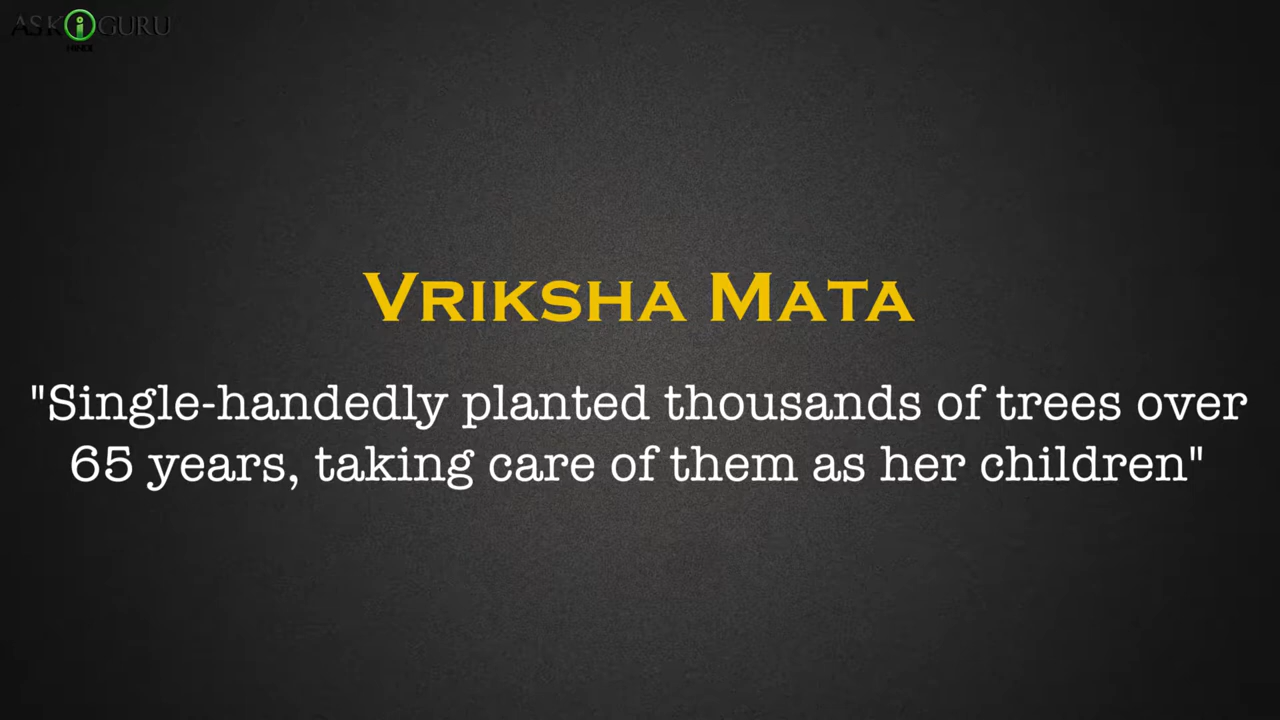 ASK i GURU
HINDI
VRIKSHA MATA
"Single-handedly planted thousands of trees over
65 years, taking care of them as her children"